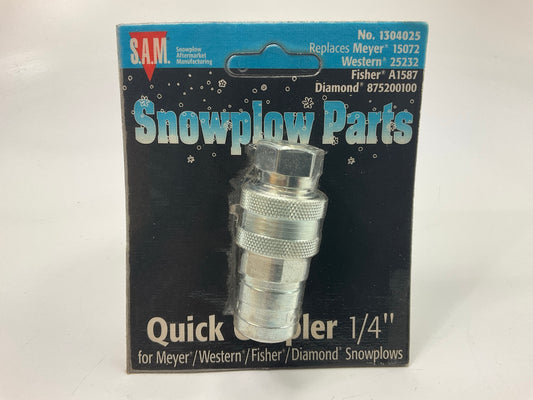 S.A.M.
Snowplow
Aftermarket
Manufacturing
No. 1304025
Replaces Meyer® 15072
Western® 25232
Fisher® A1587
Diamond® 875200100
Snowplow Parts
Quick Coupler 1/4"
for Meyer®/Western®/Fisher®/Diamond® Snowplows